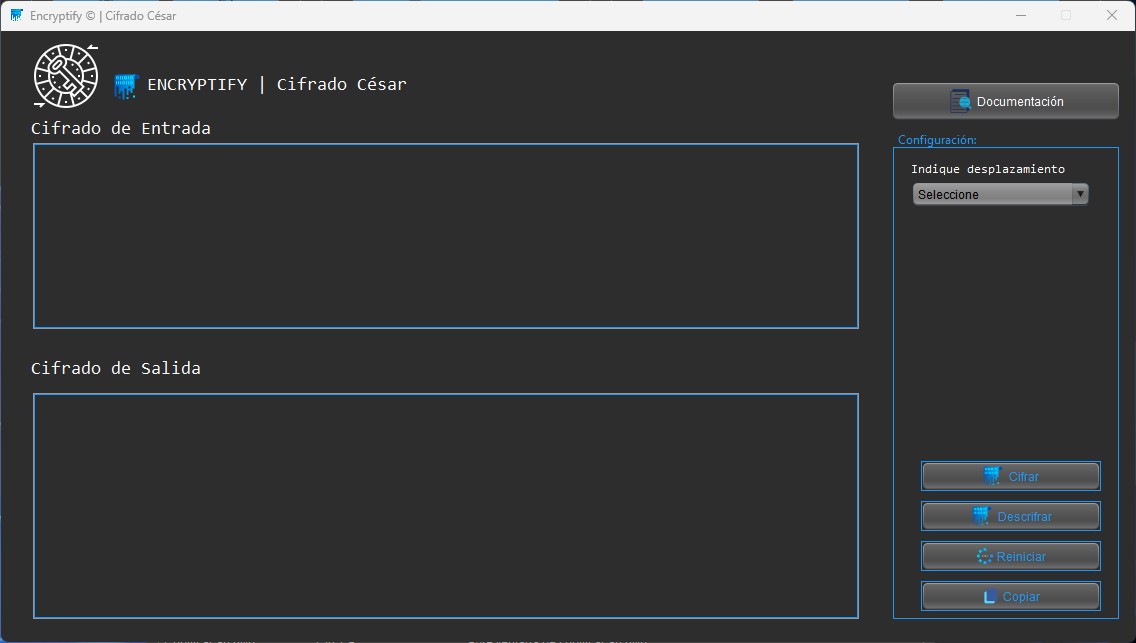 Encryptify © | Cifrado César
ENCRYPTIFY | Cifrado César
Documentación
Cifrado de Entrada
Configuración:
Indique desplazamiento
Seleccione
Cifrado de Salida
Cifrar
Descrifrar
Reiniciar
Copiar